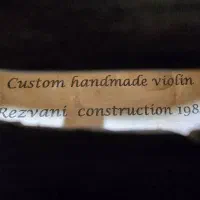 Custom handmade violin
Rezvani construction 198